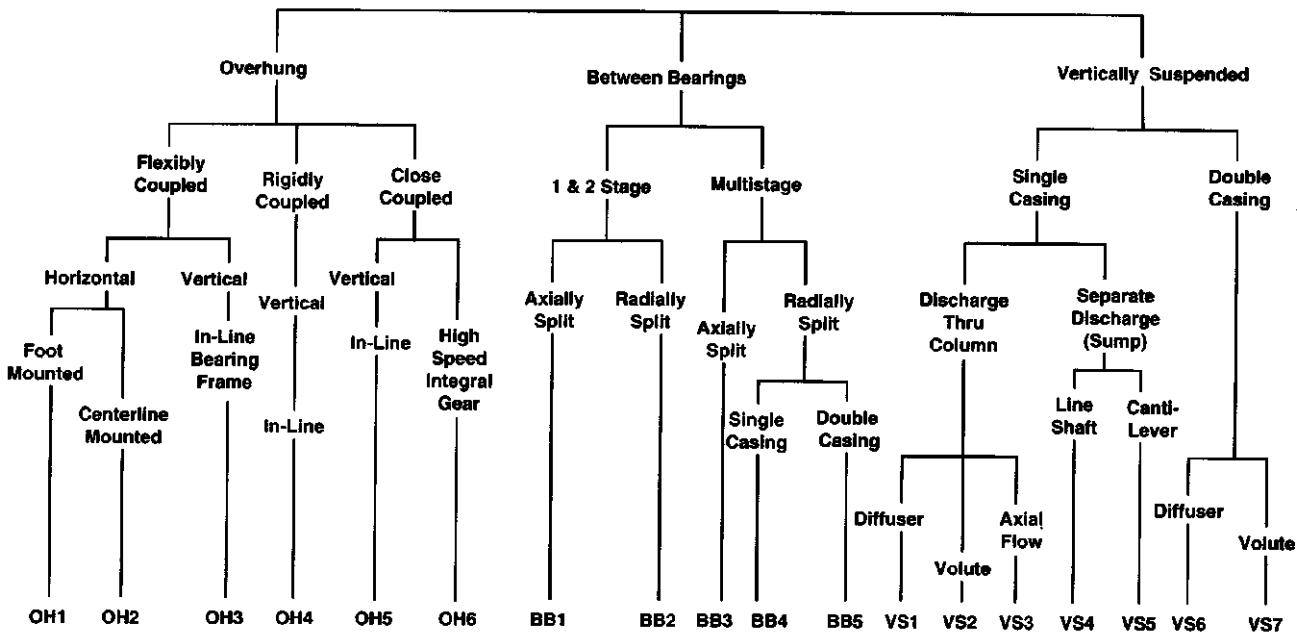 Overhung
Between Bearings
Vertically Suspended
Flexibly
Coupled
Rigidly
Coupled
Close
Coupled
1 & 2 Stage
Multistage
Single
Casing
Double
Casing
Horizontal
Vertical
Vertical
Vertical
Axially
Split
Radially
Split
Axially
Split
Radially
Split
Discharge
Thru
Column
Separate
Discharge
(Sump)
Foot
Mounted
Centerline
Mounted
In-Line
Bearing
Frame
In-Line
In-Line
High
Speed
Integral
Gear
Single
Casing
Double
Casing
Line
Shaft
Canti-
Lever
Diffuser
Volute
Axial
Flow
Diffuser
Volute
OH1 OH2 OH3 OH4 OH5 OH6 BB1 BB2 BB3 BB4 BB5 VS1 VS2 VS3 VS4 VS5 VS6 VS7